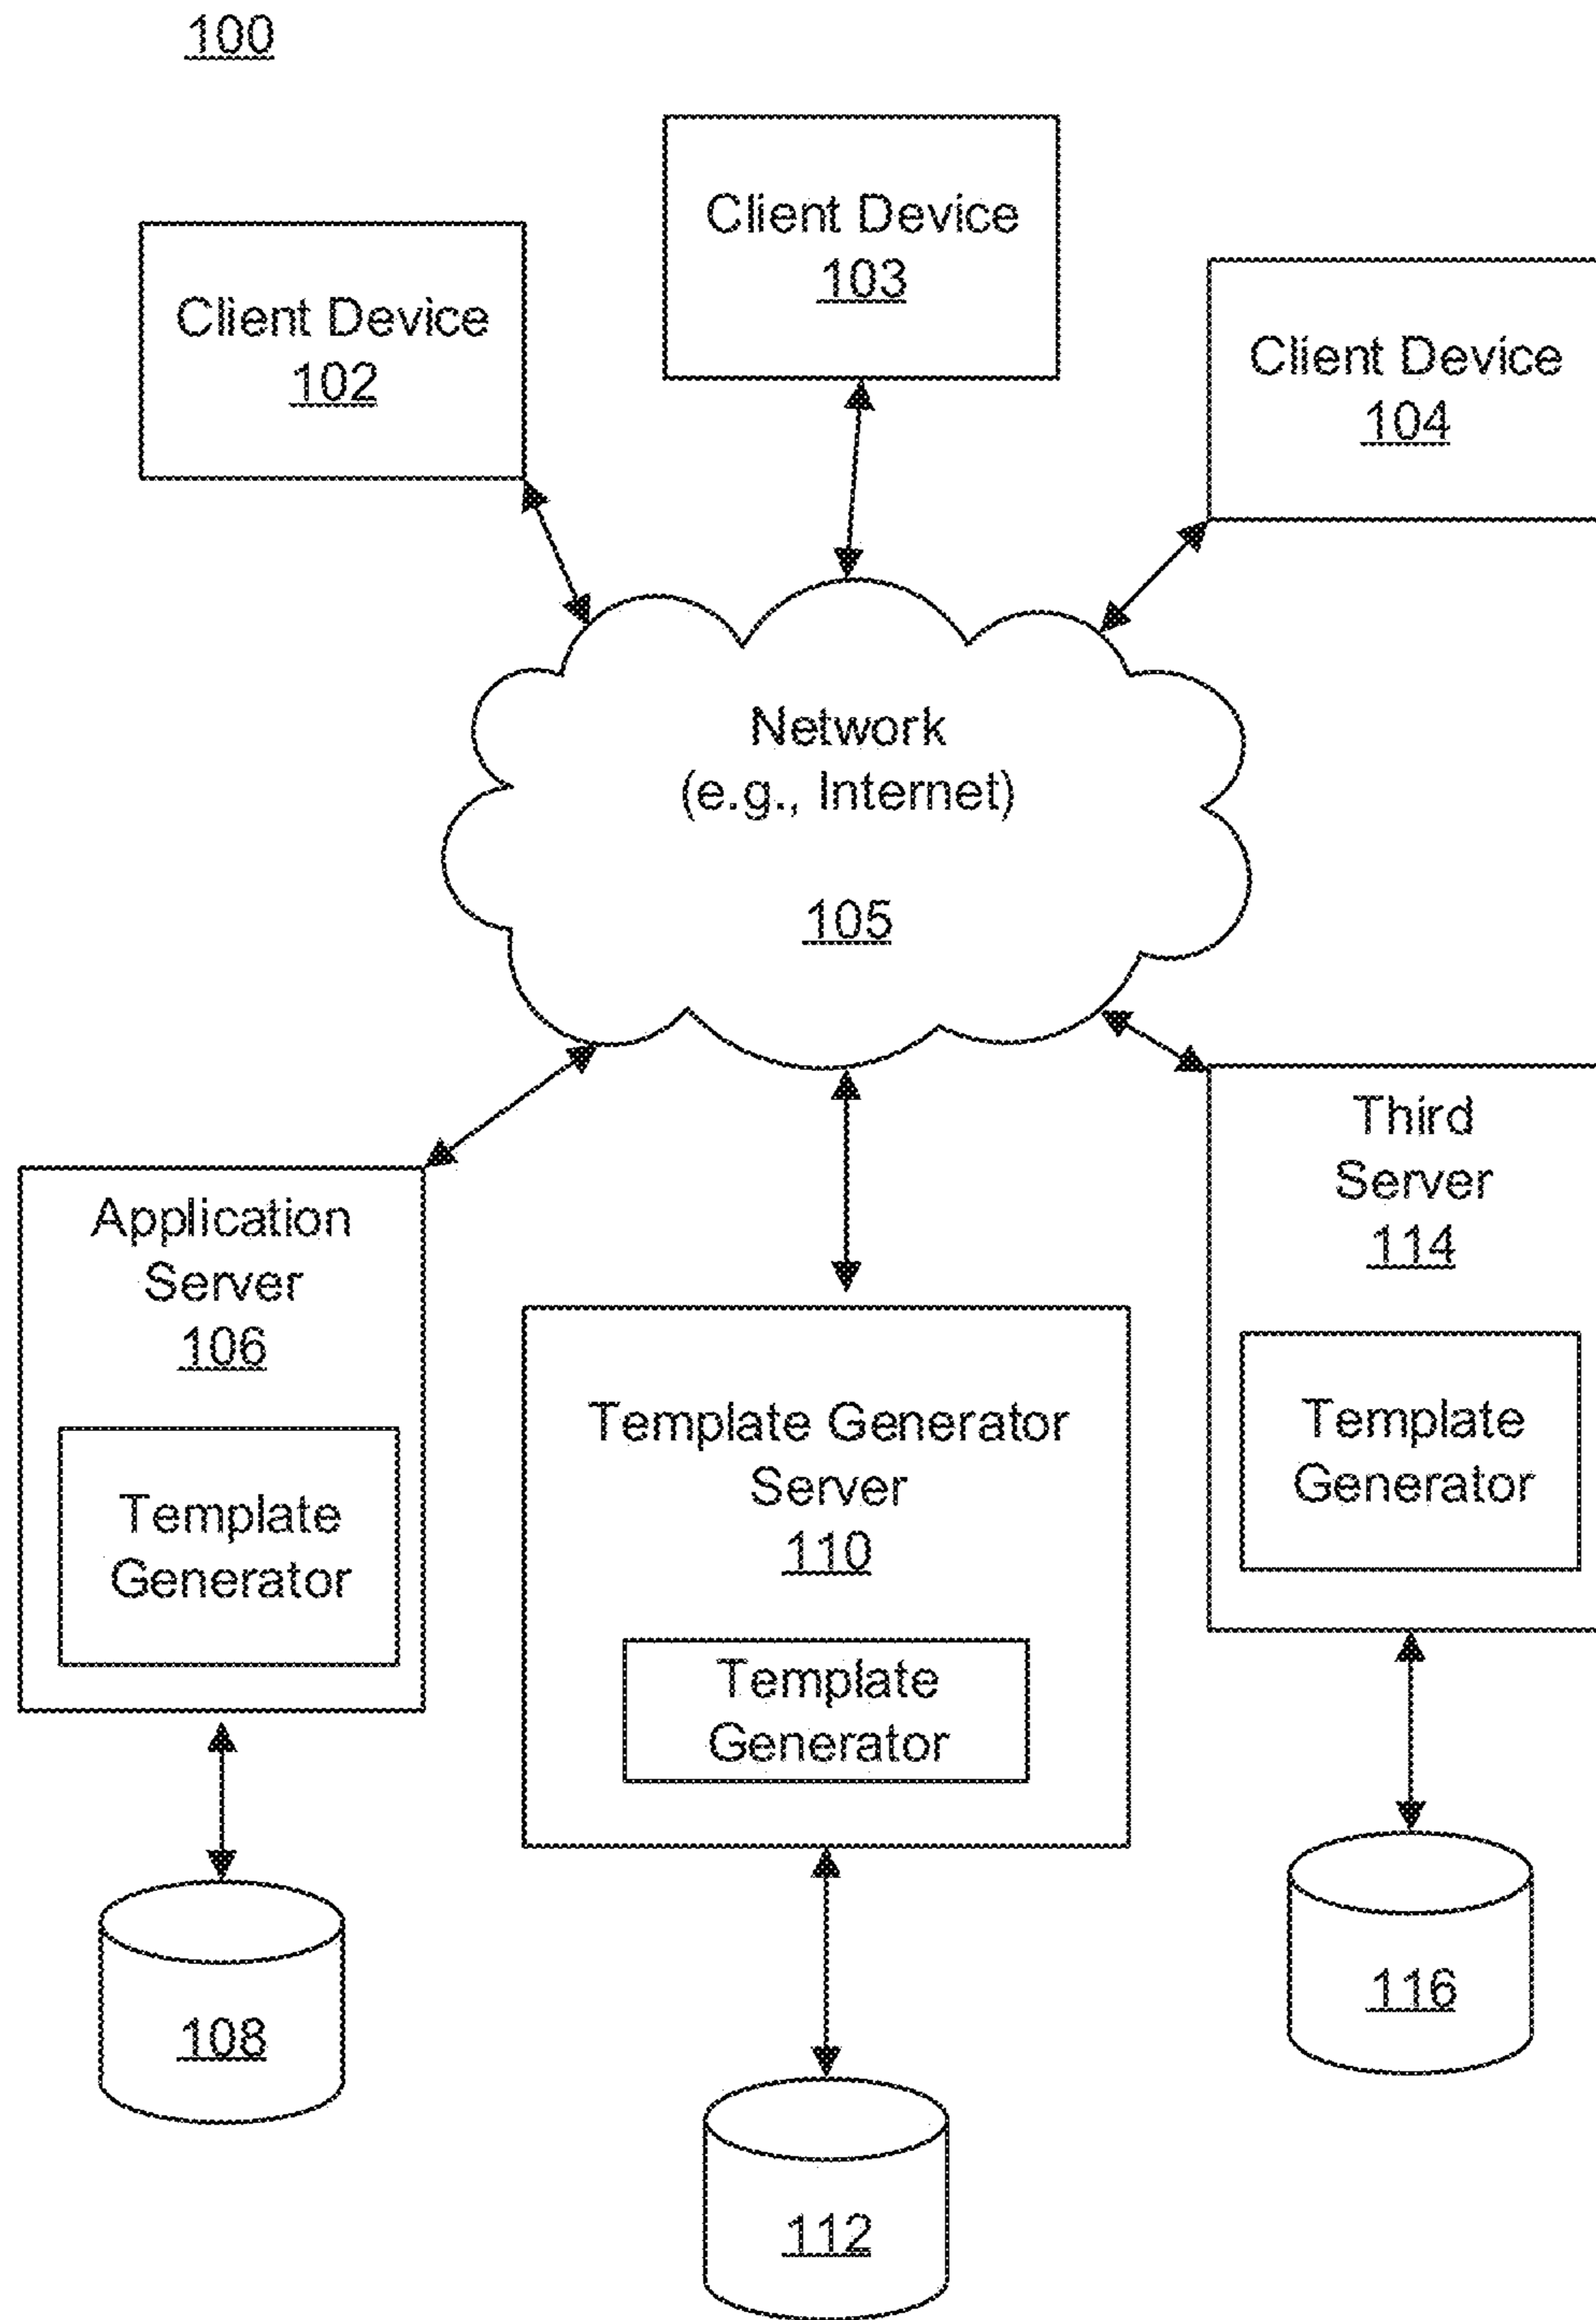 100
Client Device
103
Client Device
102
Client Device
104
Network
(e.g., Internet)
105
Third
Server
114
Application
Server
106
Template
Generator
Template Generator
Server
110
Template
Generator
Template
Generator
108
116
112